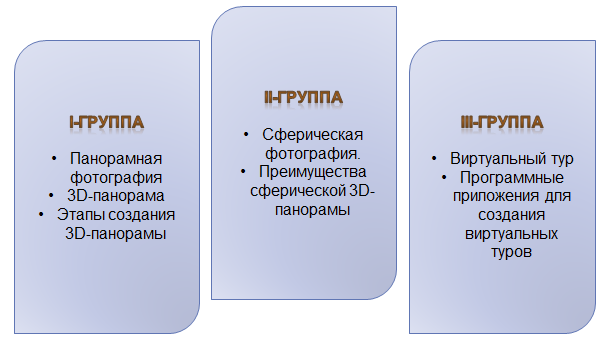 I-ГРУППА
• Панорамная
фотография
• 3D-панорама
• Этапы создания
3D-панорамы
II-ГРУППА
• Сферическая
фотография.
• Преимущества
сферической 3D-
панорамы
III-ГРУППА
• Виртуальный тур
• Программные
приложения для
создания
виртуальных
туров